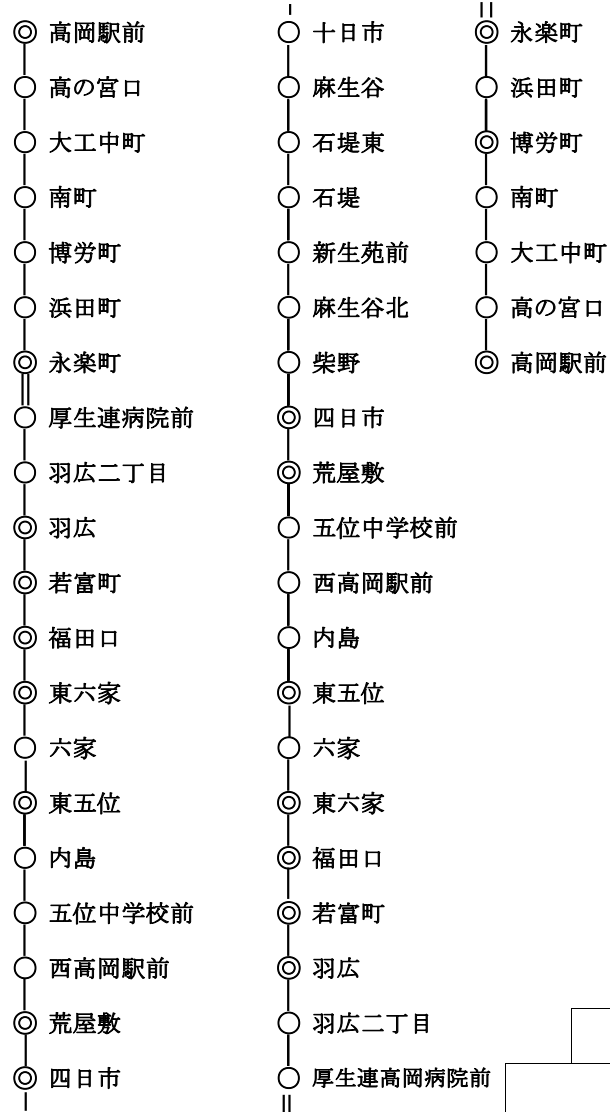 高岡駅前
高の宮口
大工中町
南町
博労町
浜田町
永楽町
厚生連病院前
羽広二丁目
羽広
若富町
福田口
東六家
六家
東五位
内島
五位中学校前
西高岡駅前
荒屋敷
四日市
十日市
麻生谷
石堤東
石堤
新生苑前
麻生谷北
柴野
四日市
荒屋敷
五位中学校前
西高岡駅前
内島
東五位
六家
東六家
福田口
若富町
羽広
羽広二丁目
厚生連高岡病院前
永楽町
浜田町
博労町
南町
大工中町
高の宮口
高岡駅前